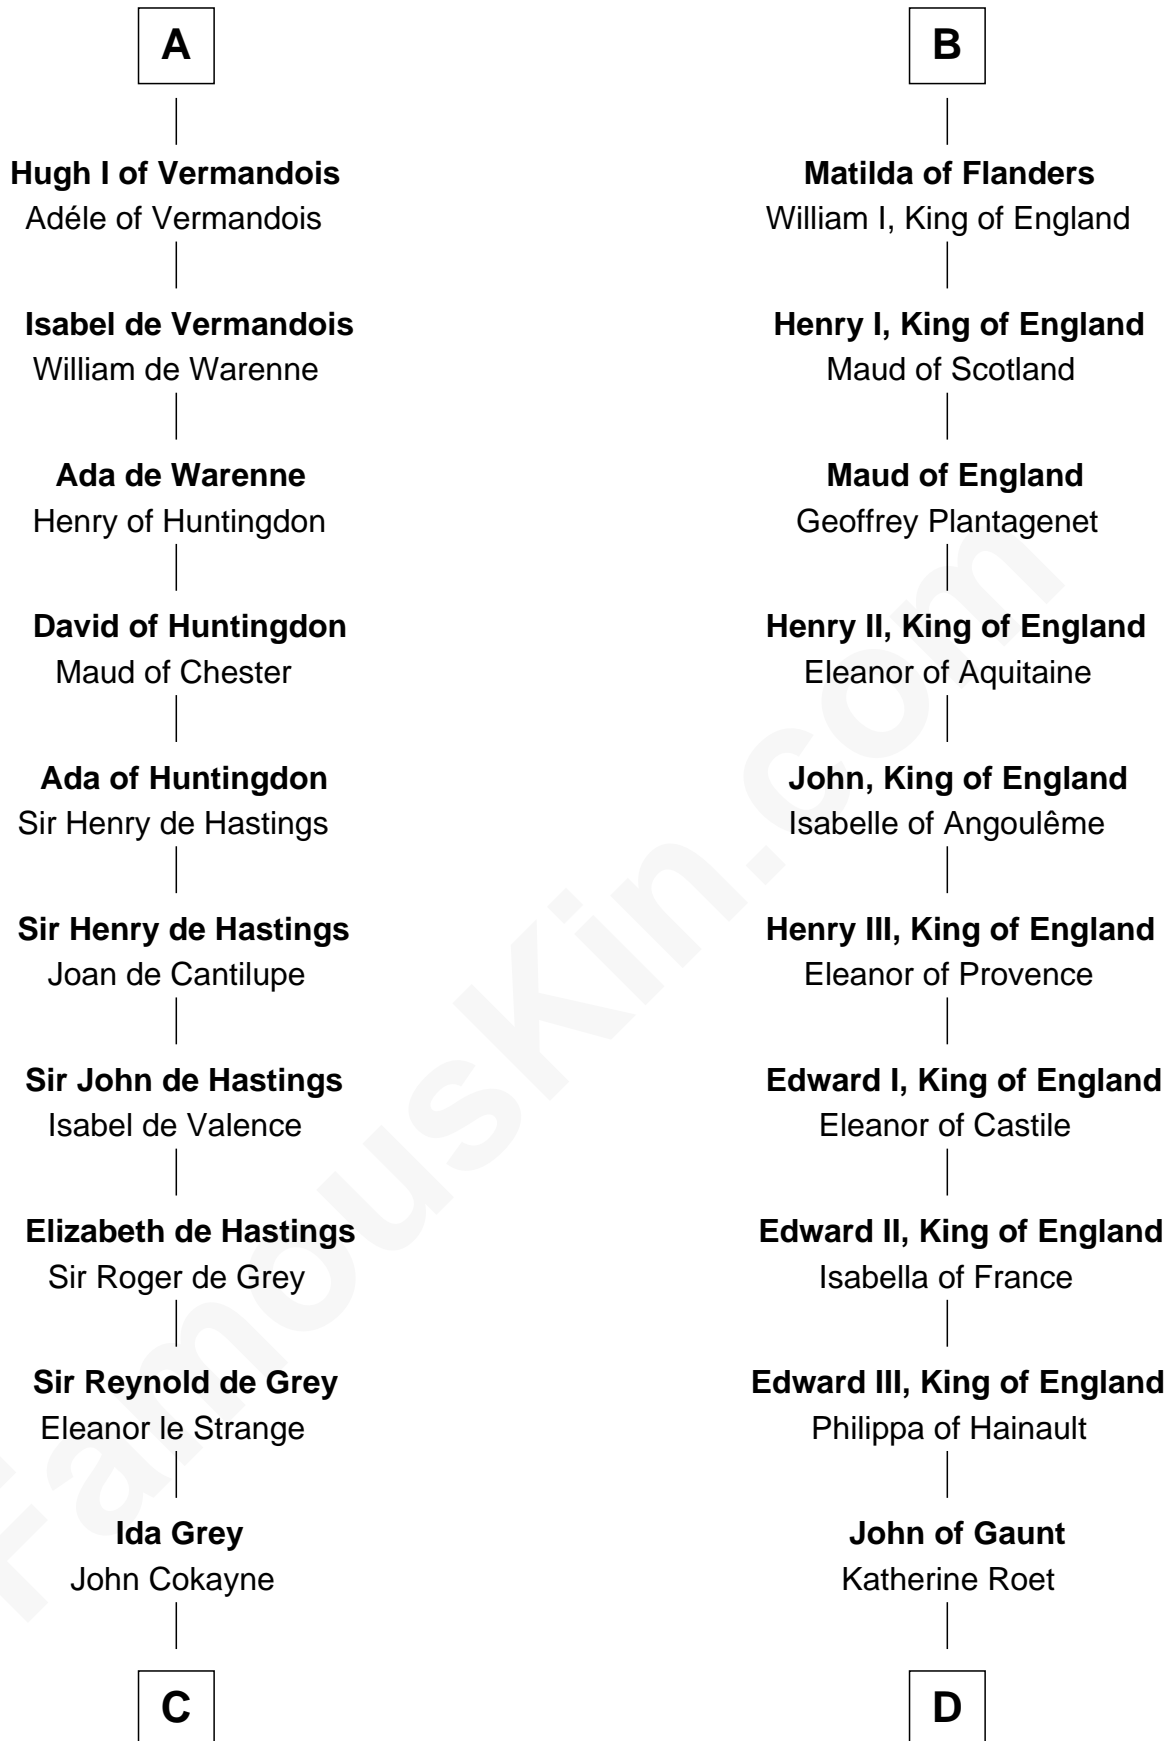 A
Hugh I of Vermandois
Adéle of Vermandois
Isabel de Vermandois
William de Warenne
Ada de Warenne
Henry of Huntingdon
David of Huntingdon
Maud of Chester
Ada of Huntingdon
Sir Henry de Hastings
Sir Henry de Hastings
Joan de Cantilupe
Sir John de Hastings
Isabel de Valence
Elizabeth de Hastings
Sir Roger de Grey
Sir Reynold de Grey
Eleanor le Strange
Ida Grey
John Cokayne
C
B
Matilda of Flanders
William I, King of England
Henry I, King of England
Maud of Scotland
Maud of England
Geoffrey Plantagenet
Henry II, King of England
Eleanor of Aquitaine
John, King of England
Isabelle of Angoulême
Henry III, King of England
Eleanor of Provence
Edward I, King of England
Eleanor of Castile
Edward II, King of England
Isabella of France
Edward III, King of England
Philippa of Hainault
John of Gaunt
Katherine Roet
D
FamousKin.com